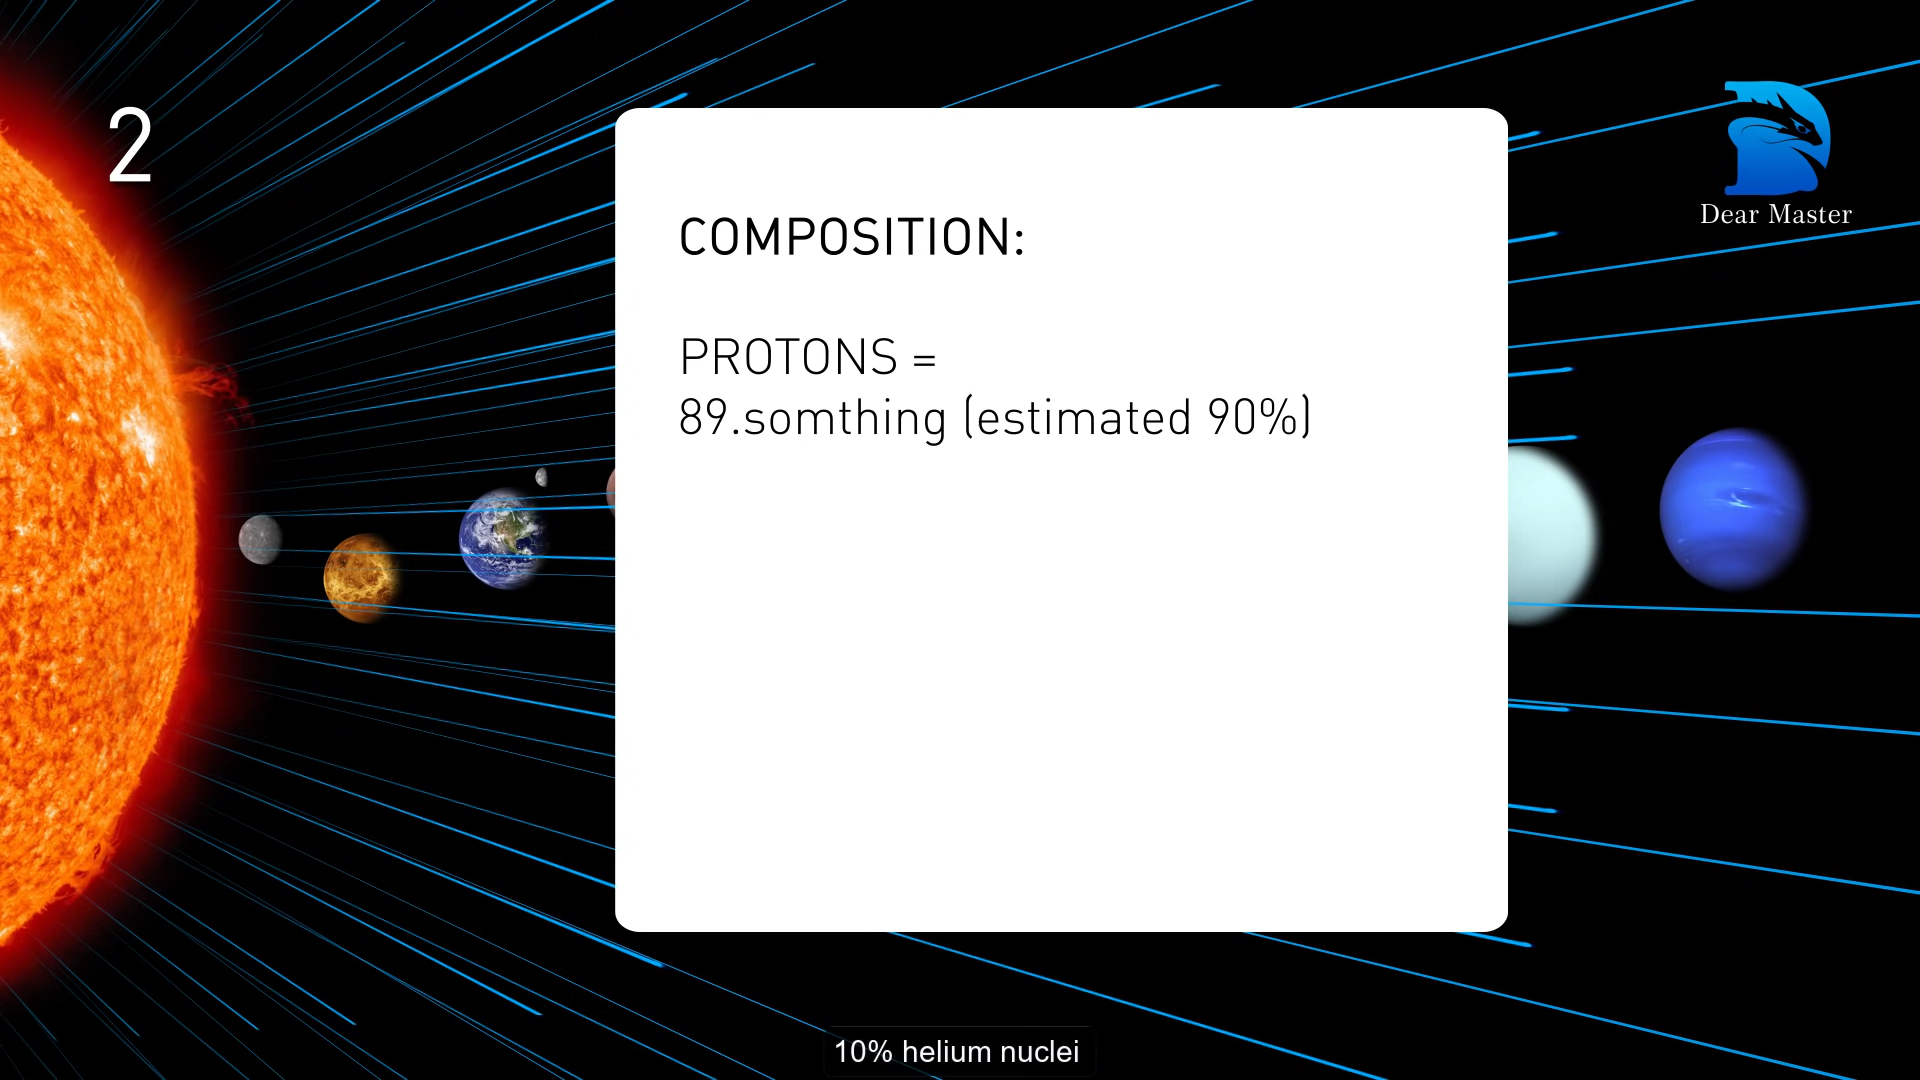 2
Dear Master
COMPOSITION:
PROTONS =
89.somthing (estimated 90%)
10% helium nuclei